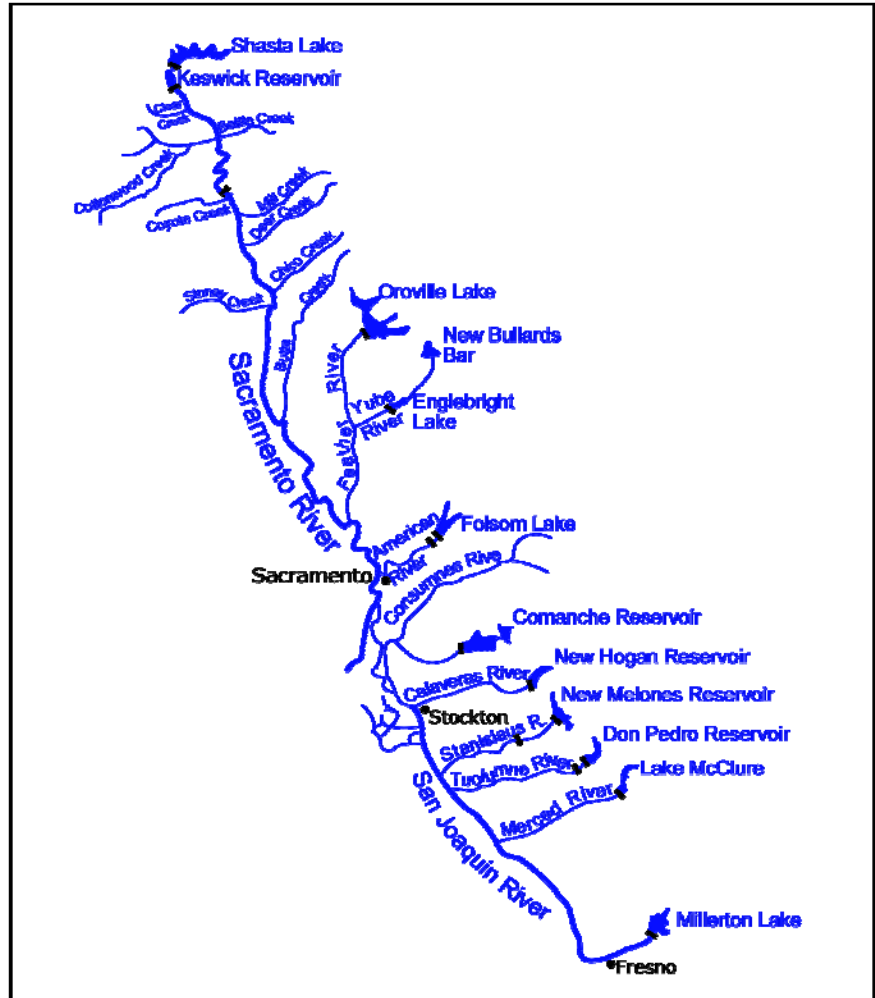 Shasta Lake
Keswick Reservoir
Clear
Creek
Battle Creek
Cottonwood Creek
Mill Creek
Coyote Creek
Deer Creek
Chico Creek
Stoney Creek
Butte Creek
Oroville Lake
New Bullards
Bar
Feather River
Yuba
River
Englebright
Lake
Sacramento River
American
River
Folsom Lake
Sacramento
Consumnes Rive
Comanche Reservoir
New Hogan Reservoir
Calaveras River
New Melones Reservoir
Stockton
Stanislaus R.
Don Pedro Reservoir
Tuolumne River
Lake McClure
Merced River
San Joaquin River
Millerton Lake
Fresno